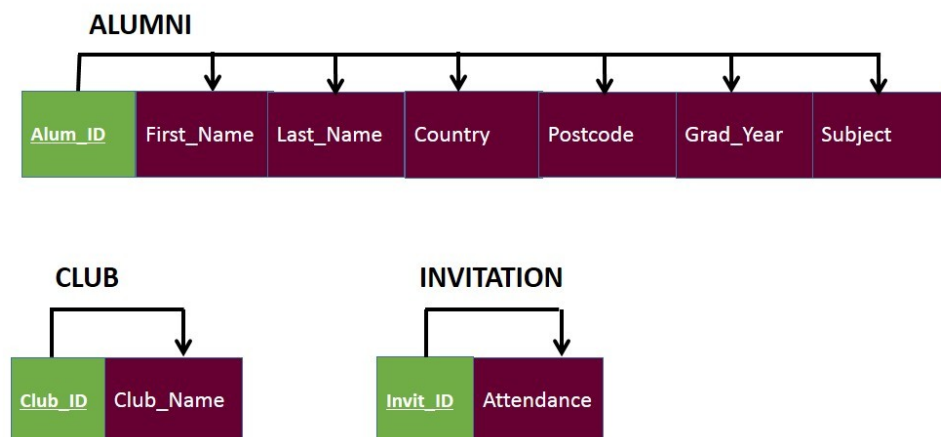 ALUMNI
Alum_ID First_Name Last_Name Country Postcode Grad_Year Subject
CLUB
Club_ID Club_Name
INVITATION
Invit_ID Attendance